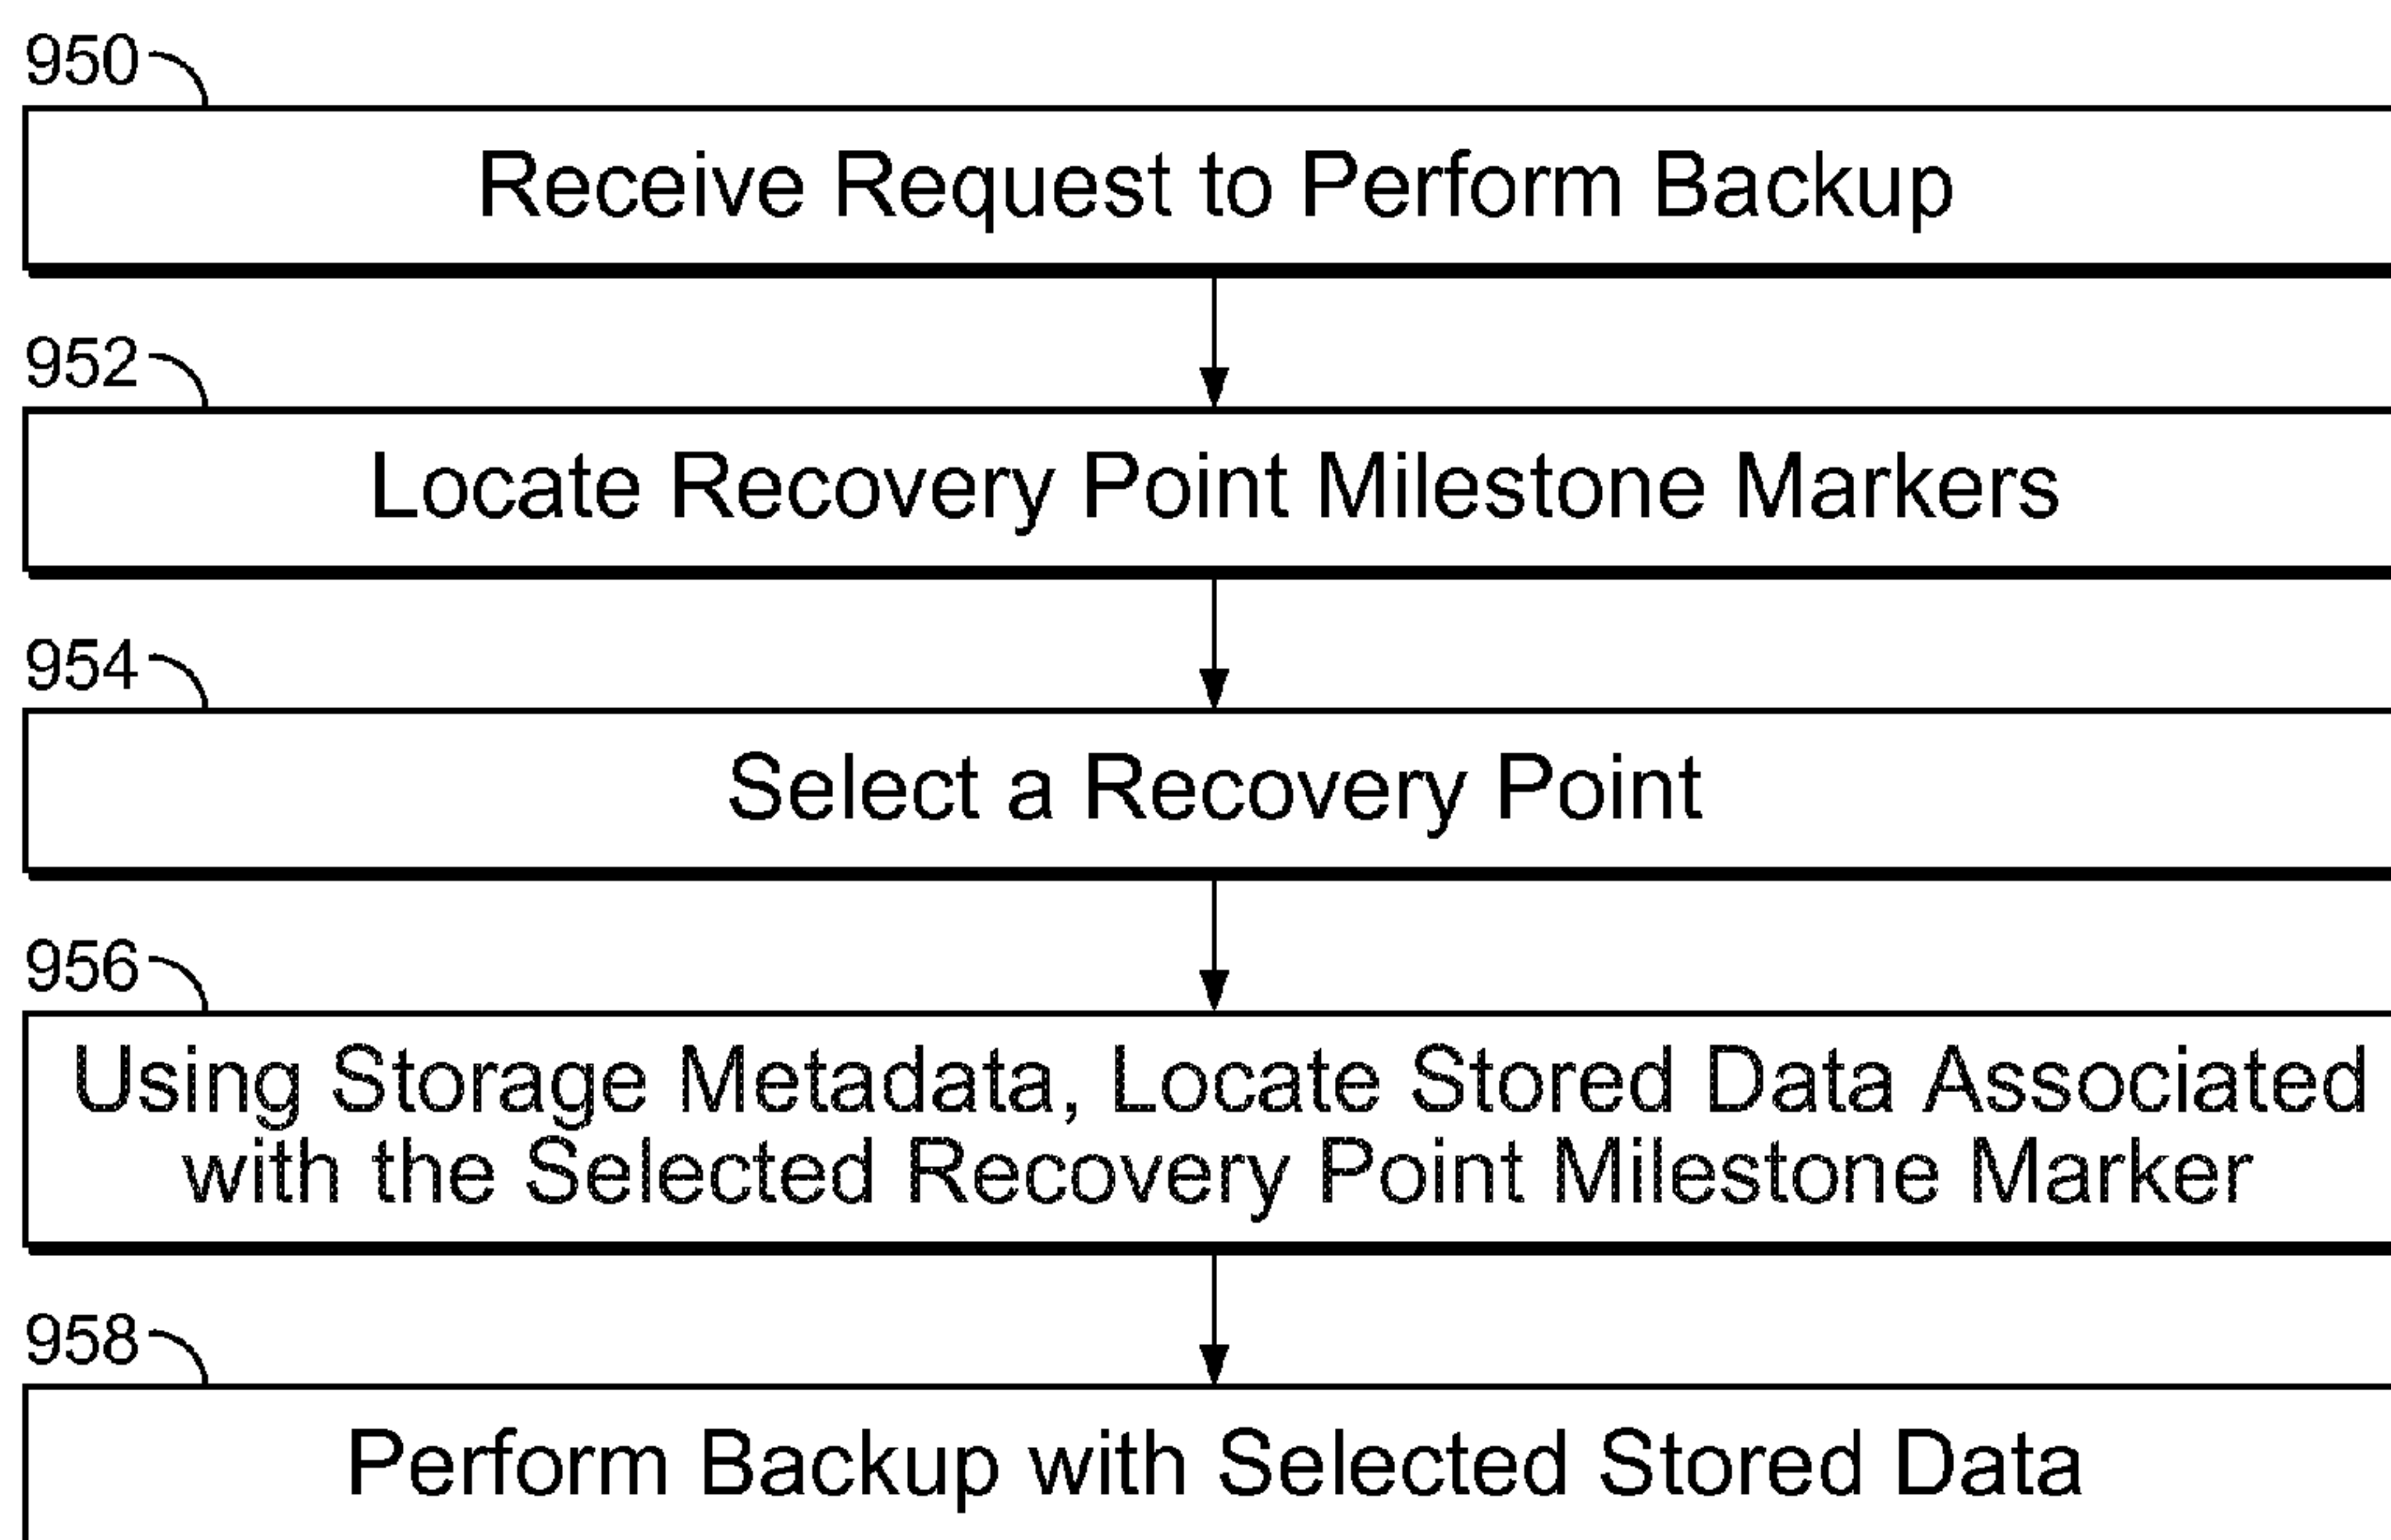 950
Receive Request to Perform Backup
952
Locate Recovery Point Milestone Markers
954
Select a Recovery Point
956
Using Storage Metadata, Locate Stored Data Associated
with the Selected Recovery Point Milestone Marker
958
Perform Backup with Selected Stored Data